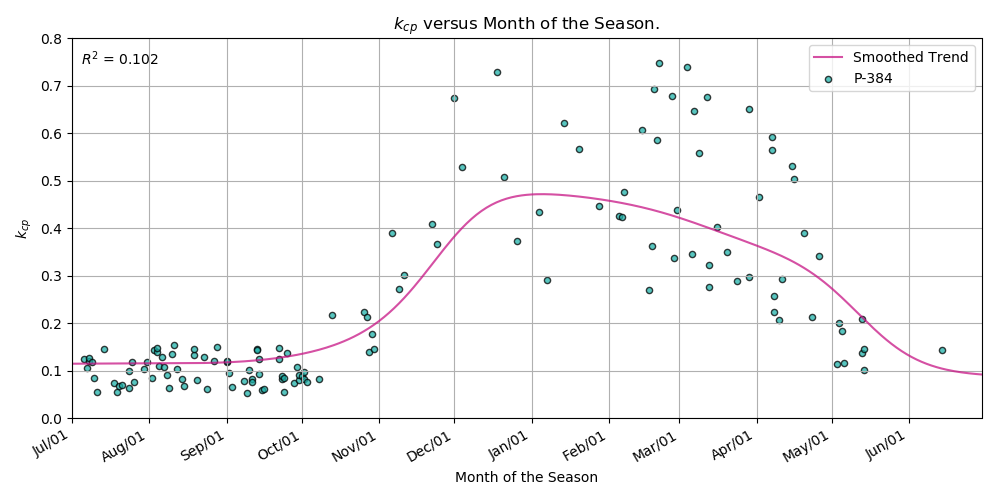 k_cp versus Month of the Season.
R² = 0.102
Smoothed Trend
P-384
k_cp
0.8
0.7
0.6
0.5
0.4
0.3
0.2
0.1
0.0
Jul/01 Aug/01 Sep/01 Oct/01 Nov/01 Dec/01 Jan/01 Feb/01 Mar/01 Apr/01 May/01 Jun/01
Month of the Season